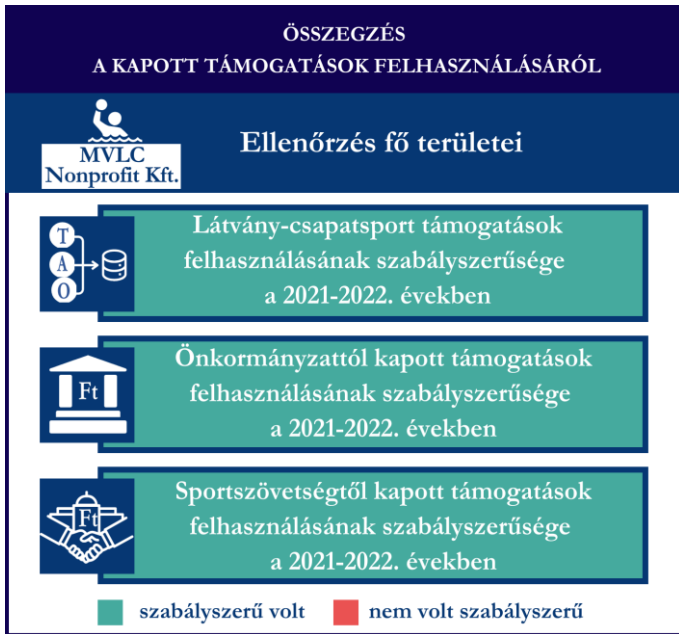 ÖSSZEGZÉS
A KAPOTT TÁMOGATÁSOK FELHASZNÁLÁSÁRÓL
MVLC
Nonprofit Kft.
Ellenőrzés fő területei
T
A
O
Látvány-csapatsport támogatások
felhasználásának szabályszerűsége
a 2021-2022. években
Ft
Önkormányzattól kapott támogatások
felhasználásának szabályszerűsége
a 2021-2022. években
Ft
Sportszövetségtől kapott támogatások
felhasználásának szabályszerűsége
a 2021-2022. években
szabályszerű volt
nem volt szabályszerű